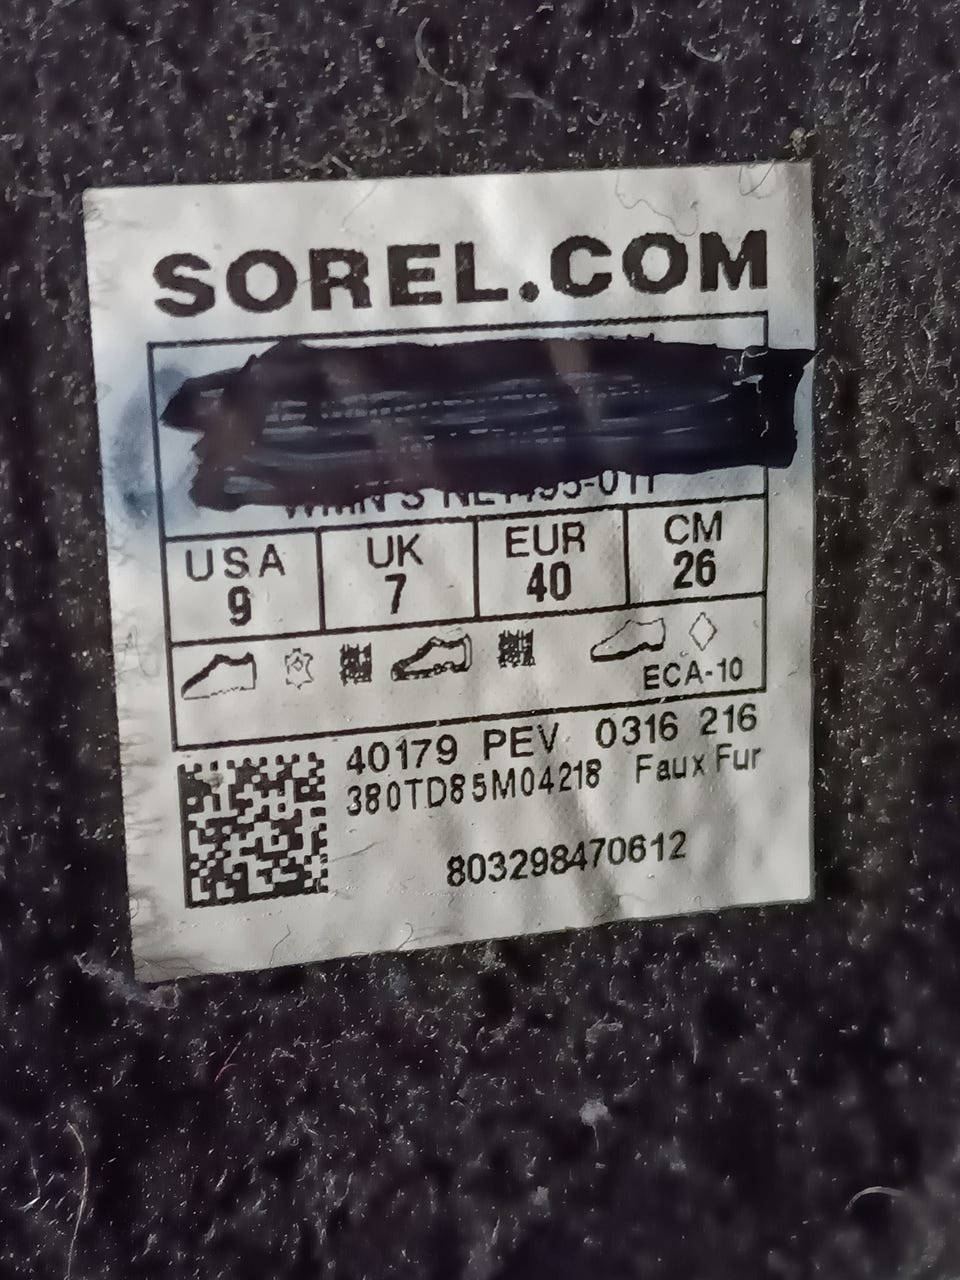 SOREL.COM
USA UK EUR CM
9 7 40 26
ECA-10
40179 PEV 0316 216
380TD85M04218 Faux Fur
803298470612